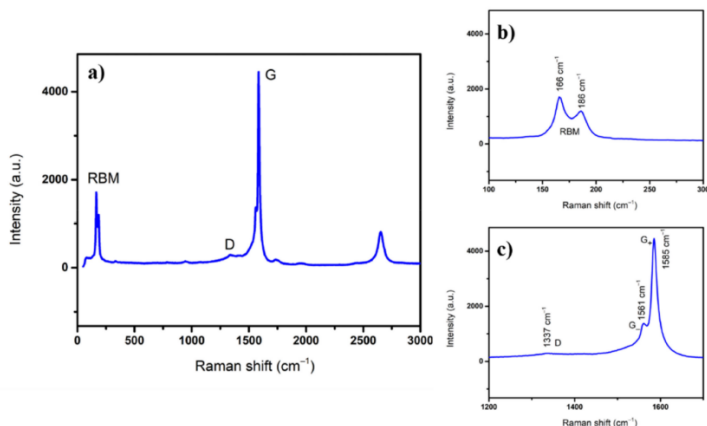 a)
G
RBM
D
Intensity (a.u.)
4000
2000
0
0 500 1000 1500 2000 2500 3000
Raman shift (cm⁻¹)
b)
166 cm⁻¹
186 cm⁻¹
RBM
Intensity (a.u.)
4000
2000
0
100 150 200 250 300
Raman shift (cm⁻¹)
c)
G₊
1585 cm⁻¹
1561 cm⁻¹
G₋
1337 cm⁻¹
D
Intensity (a.u.)
4000
2000
0
1200 1400 1600
Raman shift (cm⁻¹)